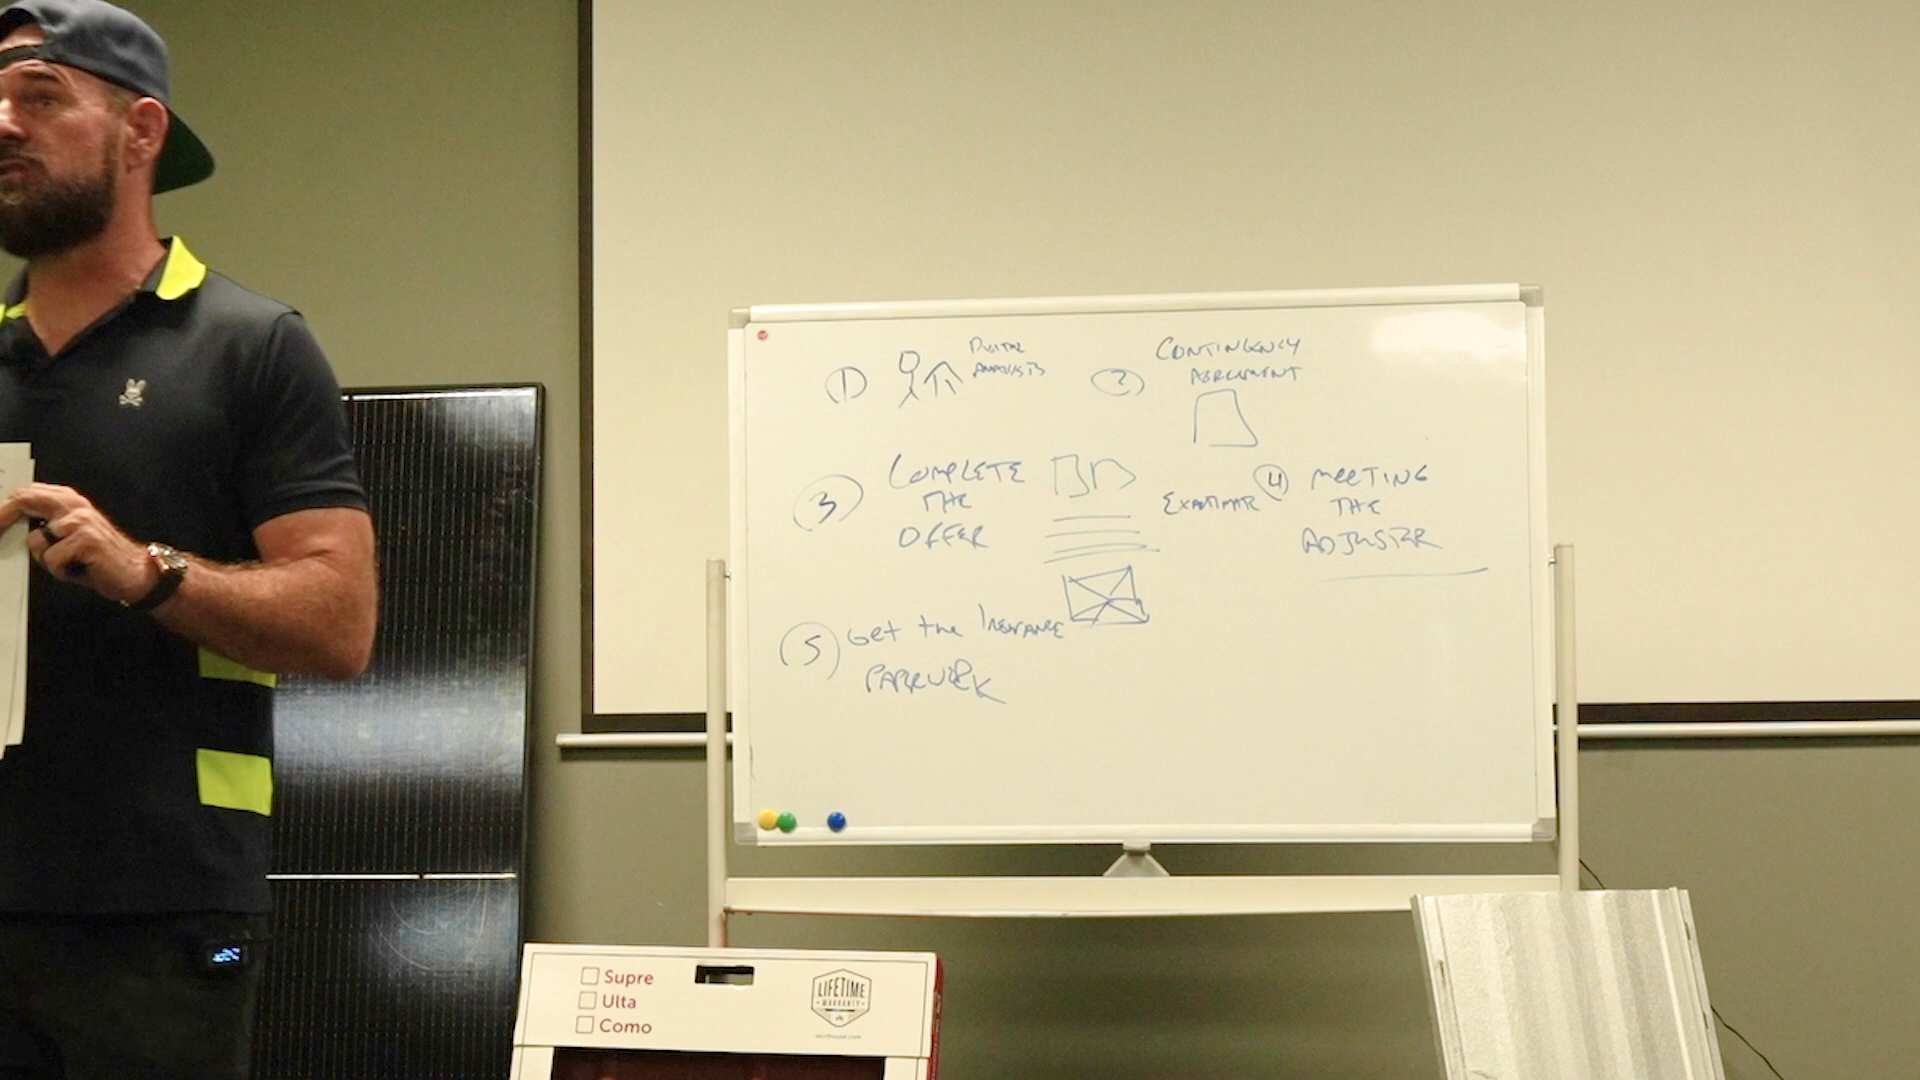 ①
DIGITAL
ANALYSIS
②
CONTINGENCY
AGREEMENT
③
COMPLETE
THE
OFFER
④
MEETING
THE
ADJUSTER
⑤
Get the Insurance
PAPERWORK
Supre
Ulta
Como
LIFETIME
WARRANTY